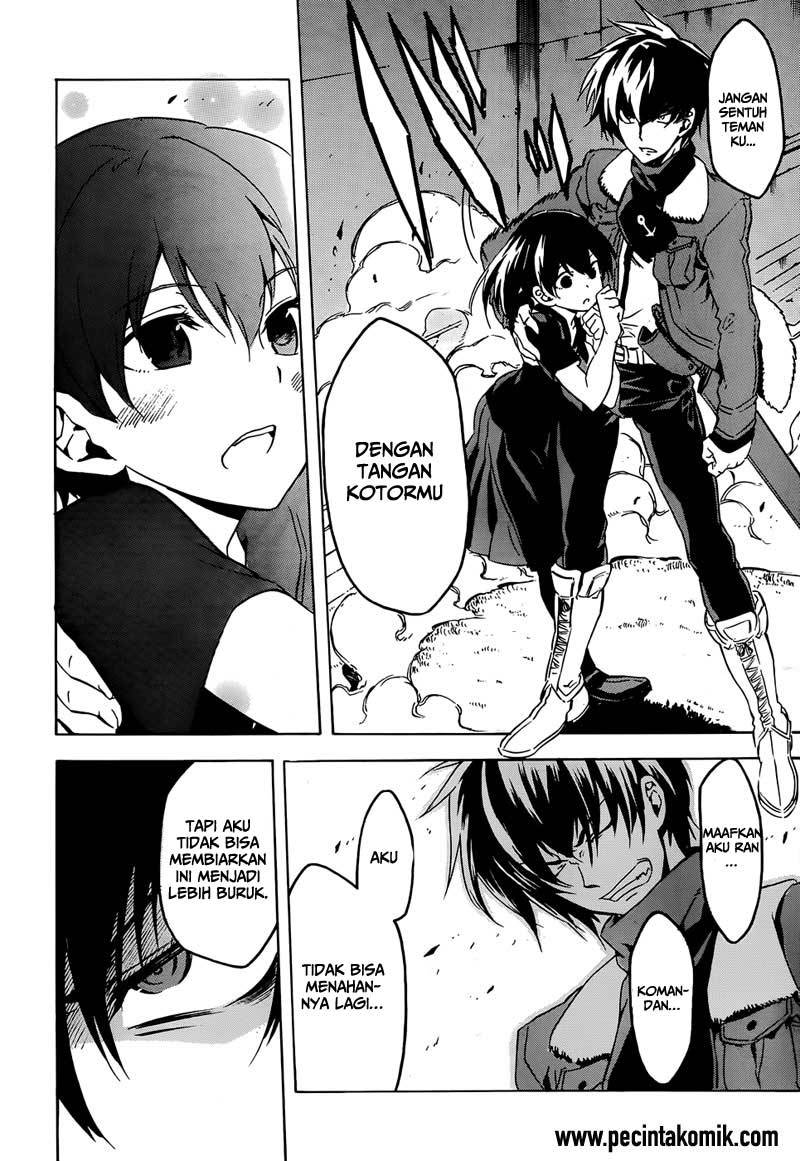 JANGAN
SENTUH
TEMAN
KU...
DENGAN
TANGAN
KOTORMU
MAAFKAN
AKU RAN
...
KOMAN-
DAN...
AKU
TIDAK BISA
MENAHAN-
NYA LAGI...
TAPI AKU
TIDAK BISA
MEMBIARKAN
INI MENJADI
LEBIH BURUK.
www.pecintakomik.com